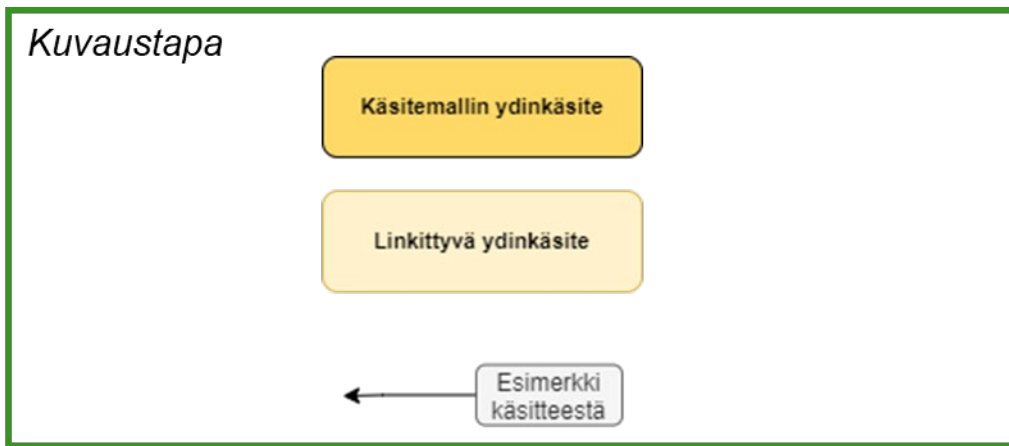 Kuvaustapa
Käsitemallin ydinkäsite
Linkittyvä ydinkäsite
Esimerkki
käsitteestä